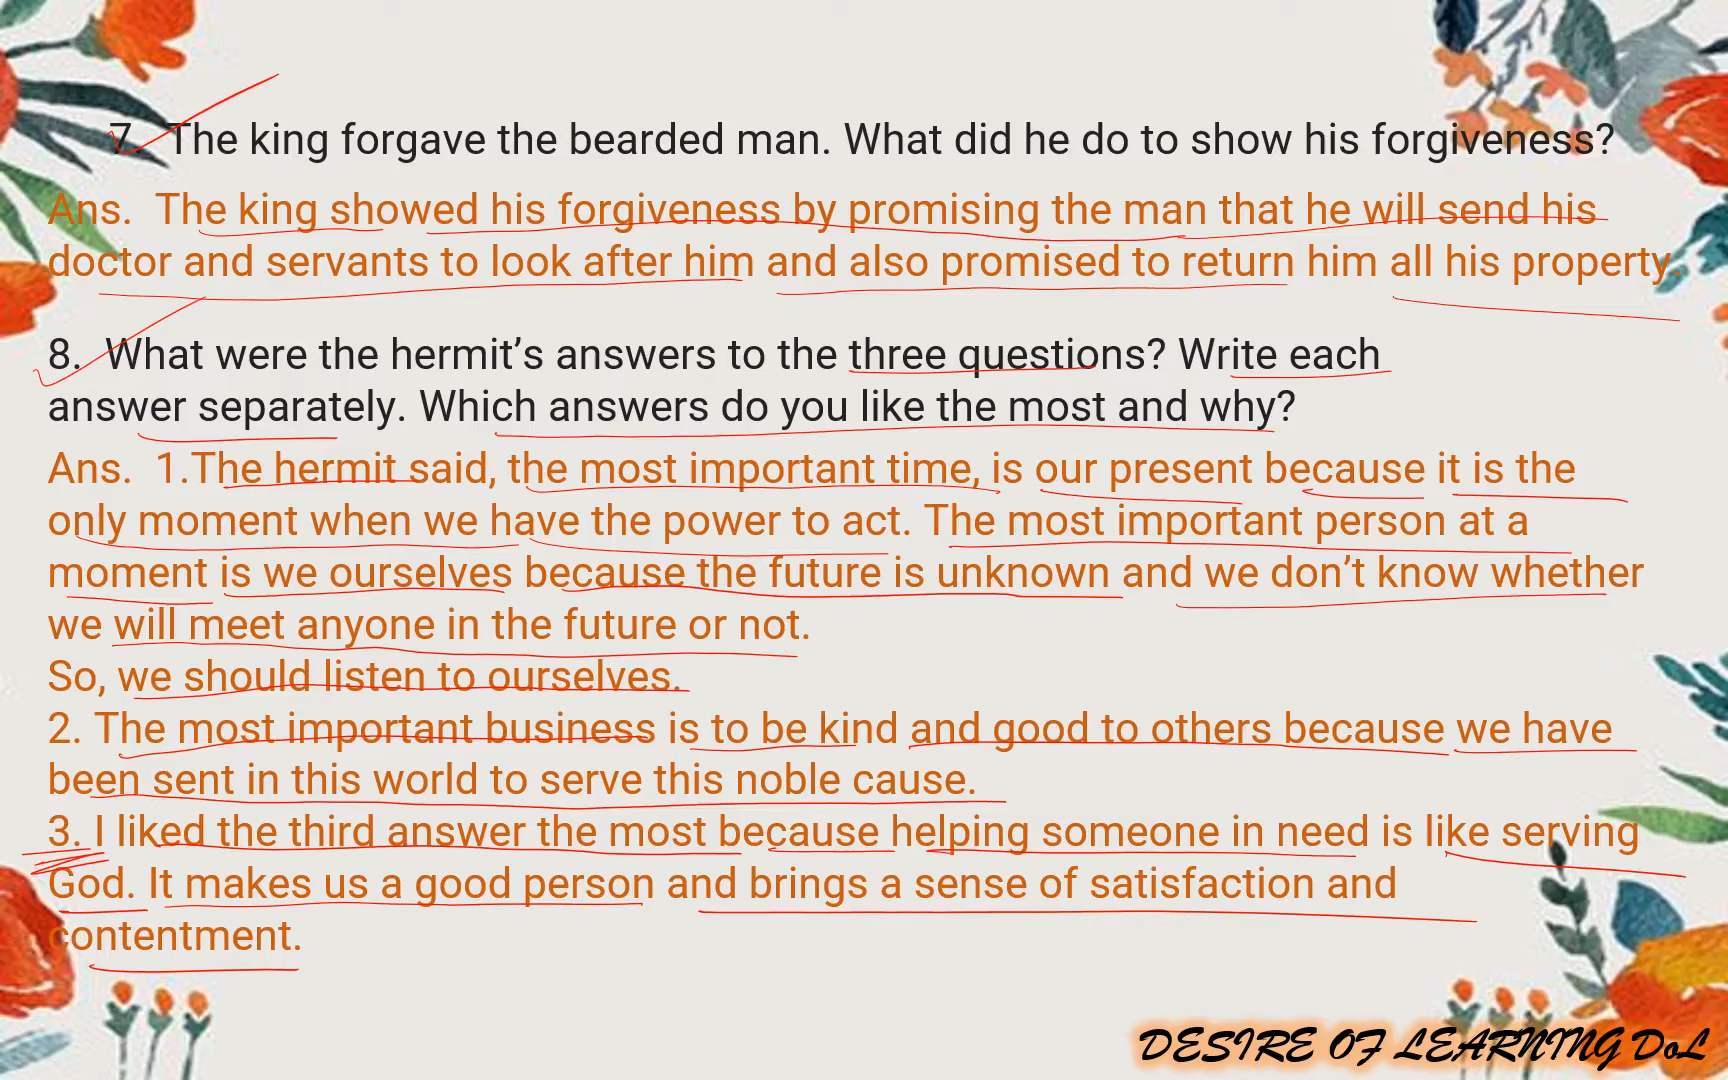 7. The king forgave the bearded man. What did he do to show his forgiveness?
Ans. The king showed his forgiveness by promising the man that he will send his
doctor and servants to look after him and also promised to return him all his property.
8. What were the hermit’s answers to the three questions? Write each
answer separately. Which answers do you like the most and why?
Ans. 1.The hermit said, the most important time, is our present because it is the
only moment when we have the power to act. The most important person at a
moment is we ourselves because the future is unknown and we don’t know whether
we will meet anyone in the future or not.
So, we should listen to ourselves.
2. The most important business is to be kind and good to others because we have
been sent in this world to serve this noble cause.
3. I liked the third answer the most because helping someone in need is like serving
God. It makes us a good person and brings a sense of satisfaction and
contentment.
DESIRE OF LEARNING DoL